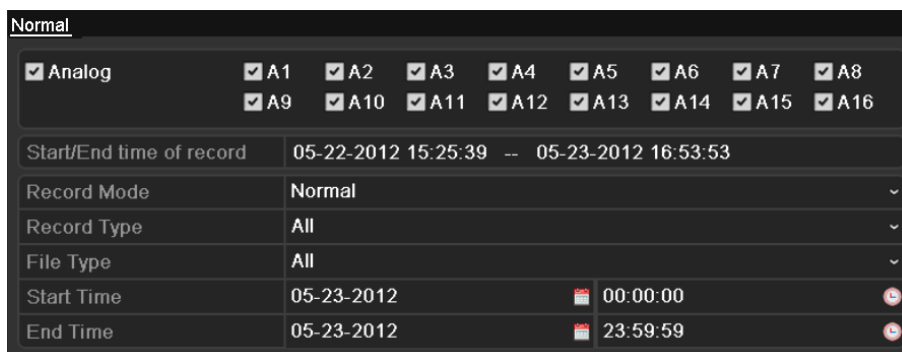 Normal
Analog A1 A2 A3 A4 A5 A6 A7 A8
A9 A10 A11 A12 A13 A14 A15 A16
Start/End time of record 05-22-2012 15:25:39 -- 05-23-2012 16:53:53
Record Mode Normal
Record Type All
File Type All
Start Time 05-23-2012 00:00:00
End Time 05-23-2012 23:59:59